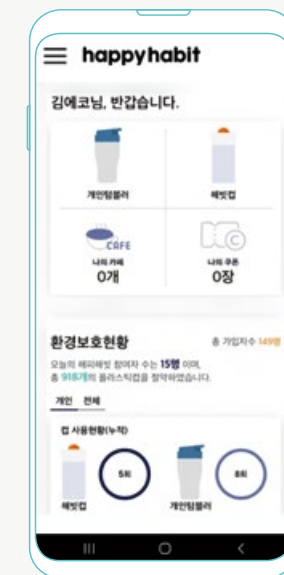 happyhabit
김에코님, 반갑습니다.
개인텀블러
해빗컵
CAFE
나의 카페
0개
나의 쿠폰
0장
환경보호현황
총 가입자수 149명
오늘의 해피해빗 참여자 수는 15명 이며,
총 918개의 플라스틱컵을 절약하였습니다.
개인 전체
컵 사용현황(누적)
5회
8회
해빗컵
개인텀블러